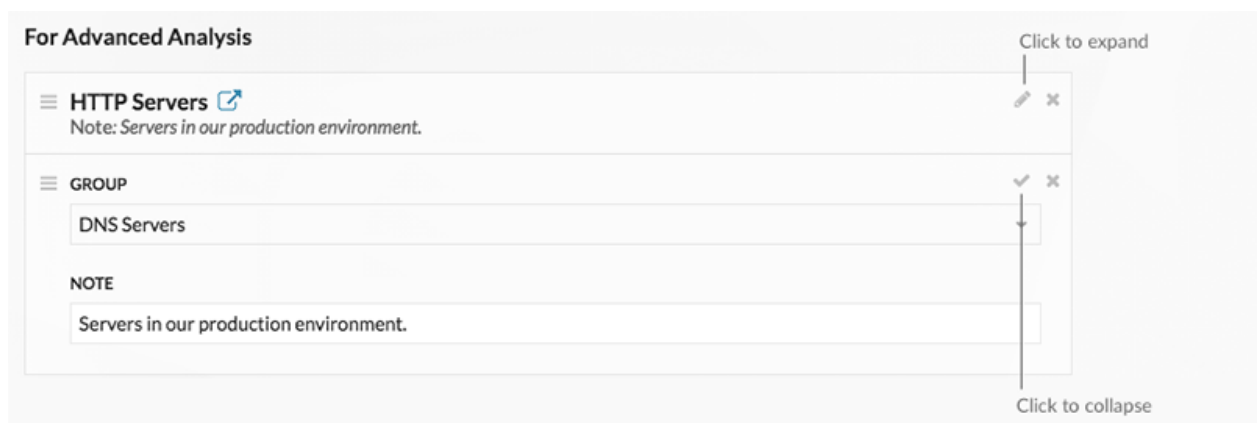 For Advanced Analysis
Click to expand
HTTP Servers
Note: Servers in our production environment.
GROUP
DNS Servers
NOTE
Servers in our production environment.
Click to collapse